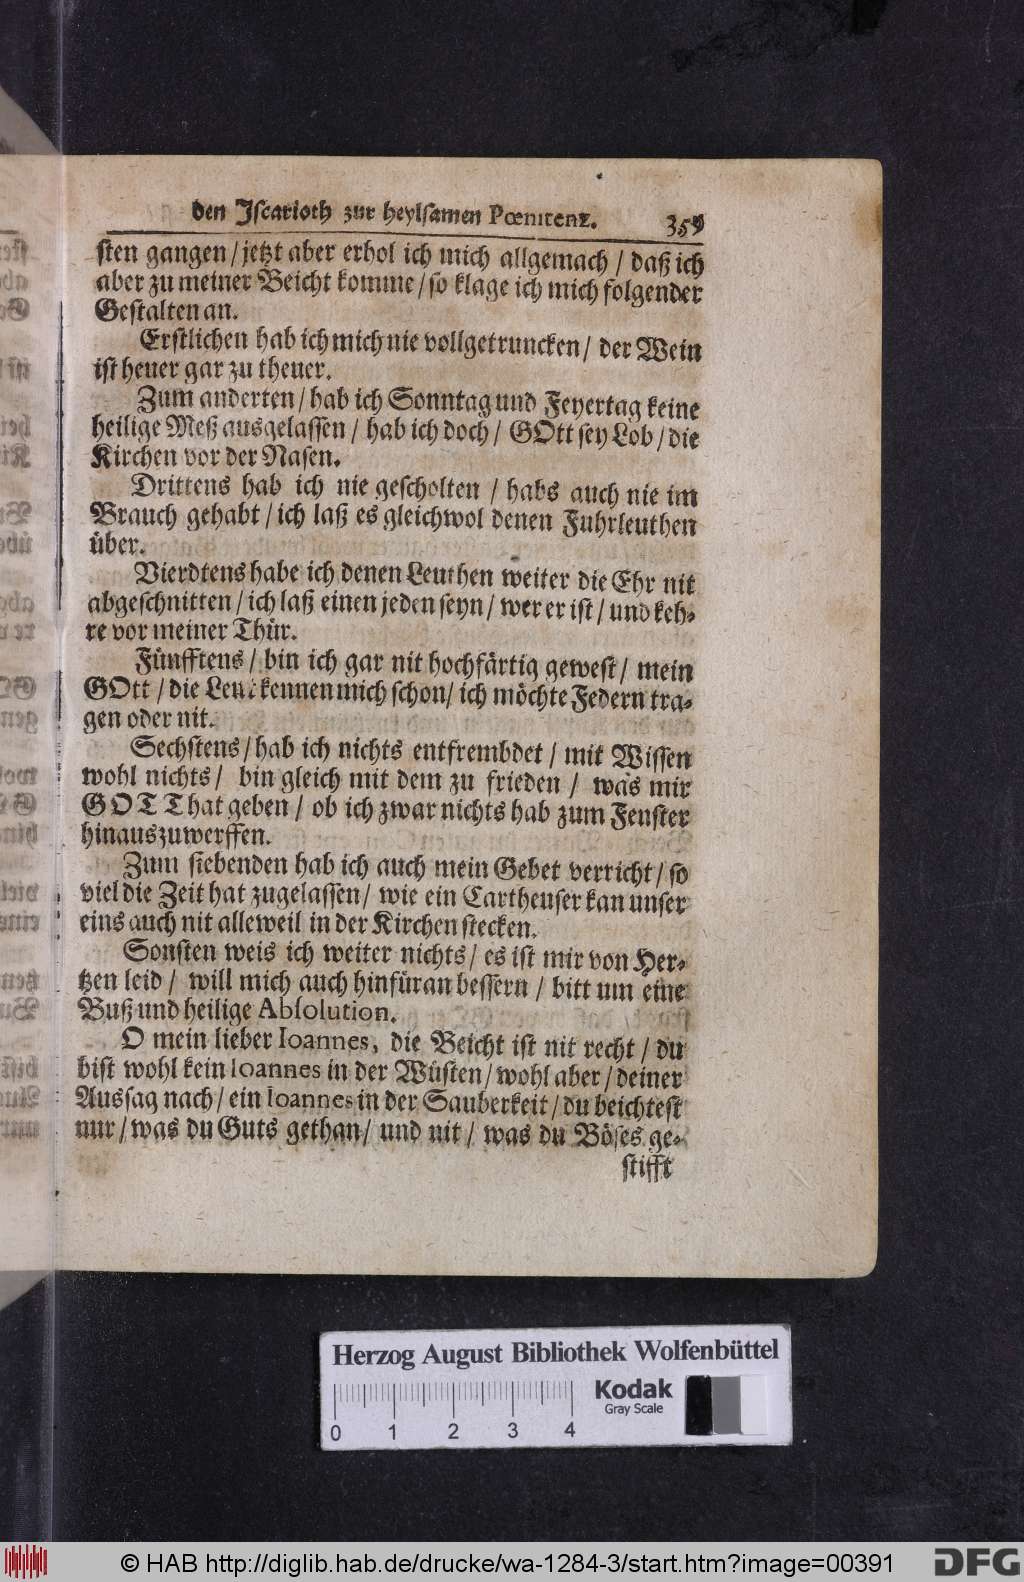 den Iscarioth zur heylsamen Pœnitenz. 359
sten gangen / jetzt aber erhol ich mich allgemach / daß ich
aber zu meiner Beicht komme / so klage ich mich folgender
Gestalten an.
Erstlichen hab ich mich nie vollgetruncken / der Wein
ist heuer gar zu theuer.
Zum anderten / hab ich Sonntag und Feyertag keine
heilige Meß ausgelassen / hab ich doch / GOtt sey Lob / die
Kirchen vor der Nasen.
Drittens hab ich nie gescholten / habs auch nie im
Brauch gehabt / ich laß es gleichwol denen Fuhrleuthen
über.
Vierdtens habe ich denen Leuthen weiter die Ehr nit
abgeschnitten / ich laß einen jeden seyn / wer er ist / und keh-
re vor meiner Thür.
Fünfftens / bin ich gar nit hochfärtig gewest / mein
GOtt / die Leut kennen mich schon / ich möchte Federn tra-
gen oder nit.
Sechstens / hab ich nichts entfrembdet / mit Wissen
wohl nichts / bin gleich mit dem zu frieden / was mir
GOTT hat geben / ob ich zwar nichts hab zum Fenster
hinauszuwerffen.
Zum siebenden hab ich auch mein Gebet verricht / so
viel die Zeit hat zugelassen / wie ein Cartheuser kan unser
eins auch nit alleweil in der Kirchen stecken.
Sonsten weis ich weiter nichts / es ist mir von Her-
tzen leid / will mich auch hinfüran bessern / bitt um eine
Buß und heilige Absolution.
O mein lieber Ioannes, die Beicht ist nit recht / du
bist wohl kein Ioannes in der Wüsten / wohl aber / deiner
Aussag nach / ein Ioannes in der Sauberkeit / du beichtest
nur / was du Guts gethan / und nit / was du Böses ge-
stifft
Herzog August Bibliothek Wolfenbüttel
Kodak
Gray Scale
0 1 2 3 4
© HAB http://diglib.hab.de/drucke/wa-1284-3/start.htm?image=00391
DFG